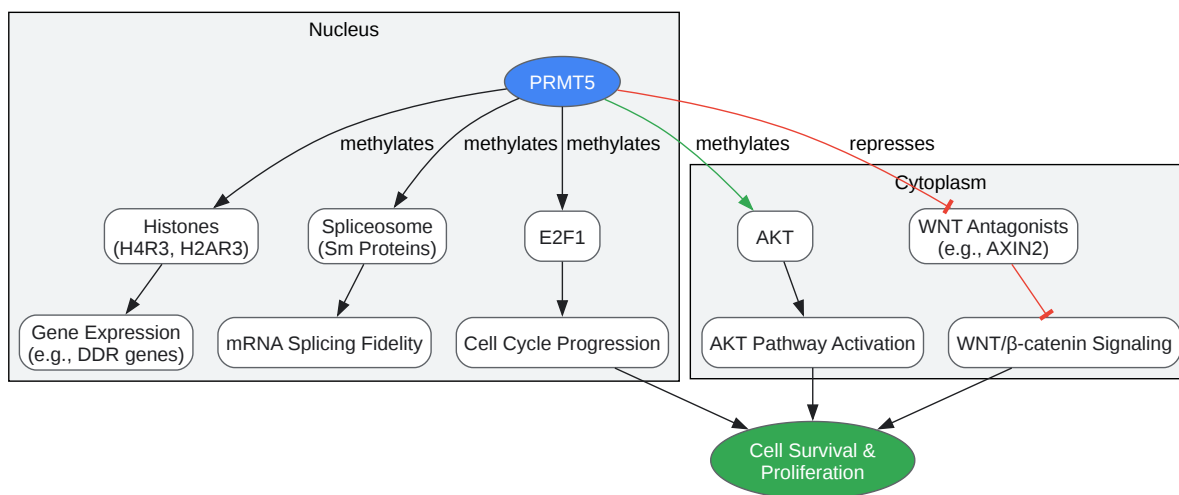 Nucleus
PRMT5
methylates
methylates
methylates
methylates
represses
Cytoplasm
Histones
(H4R3, H2AR3)
Spliceosome
(Sm Proteins)
E2F1
AKT
WNT Antagonists
(e.g., AXIN2)
Gene Expression
(e.g., DDR genes)
mRNA Splicing Fidelity
Cell Cycle Progression
AKT Pathway Activation
WNT/β-catenin Signaling
Cell Survival &
Proliferation